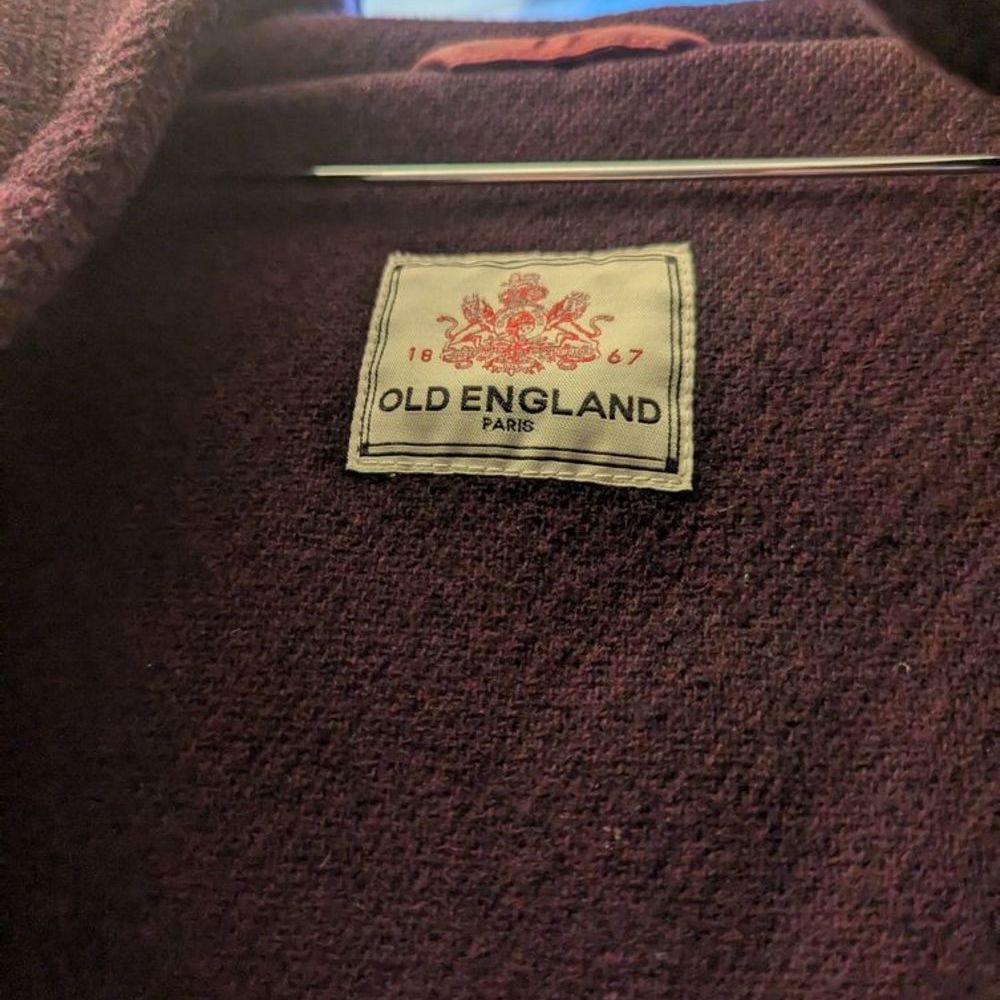 18 67
OLD ENGLAND
PARIS